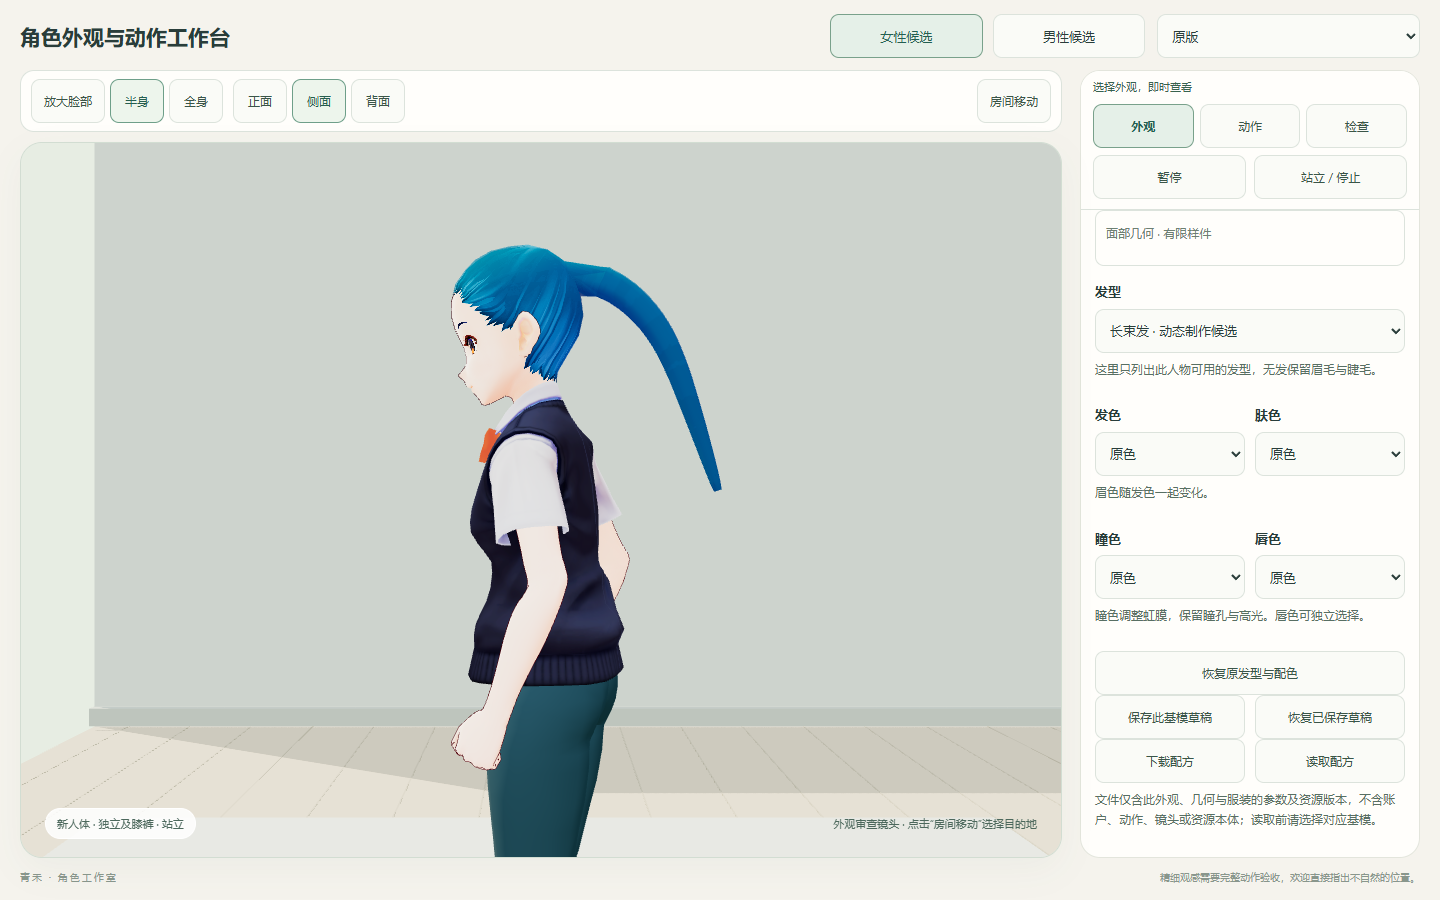 角色外观与动作工作台
女性候选
男性候选
原版
放大脸部
半身
全身
正面
侧面
背面
房间移动
选择外观，即时查看
外观
动作
检查
暂停
站立 / 停止
面部几何 · 有限样件
发型
长束发 · 动态制作候选
这里只列出此人物可用的发型，无发保留眉毛与睫毛。
发色
肤色
原色
原色
眉色随发色一起变化。
瞳色
唇色
原色
原色
瞳色调整虹膜，保留瞳孔与高光。唇色可独立选择。
恢复原发型与配色
保存此基模草稿
恢复已保存草稿
下载配方
读取配方
文件仅含此外观、几何与服装的参数及资源版本，不含账
户、动作、镜头或资源本体；读取前请选择对应基模。
新人体 · 独立及膝裤 · 站立
外观审查镜头 · 点击“房间移动”选择目的地
青禾 · 角色工作室
精细观感需要完整动作验收，欢迎直接指出不自然的位置。